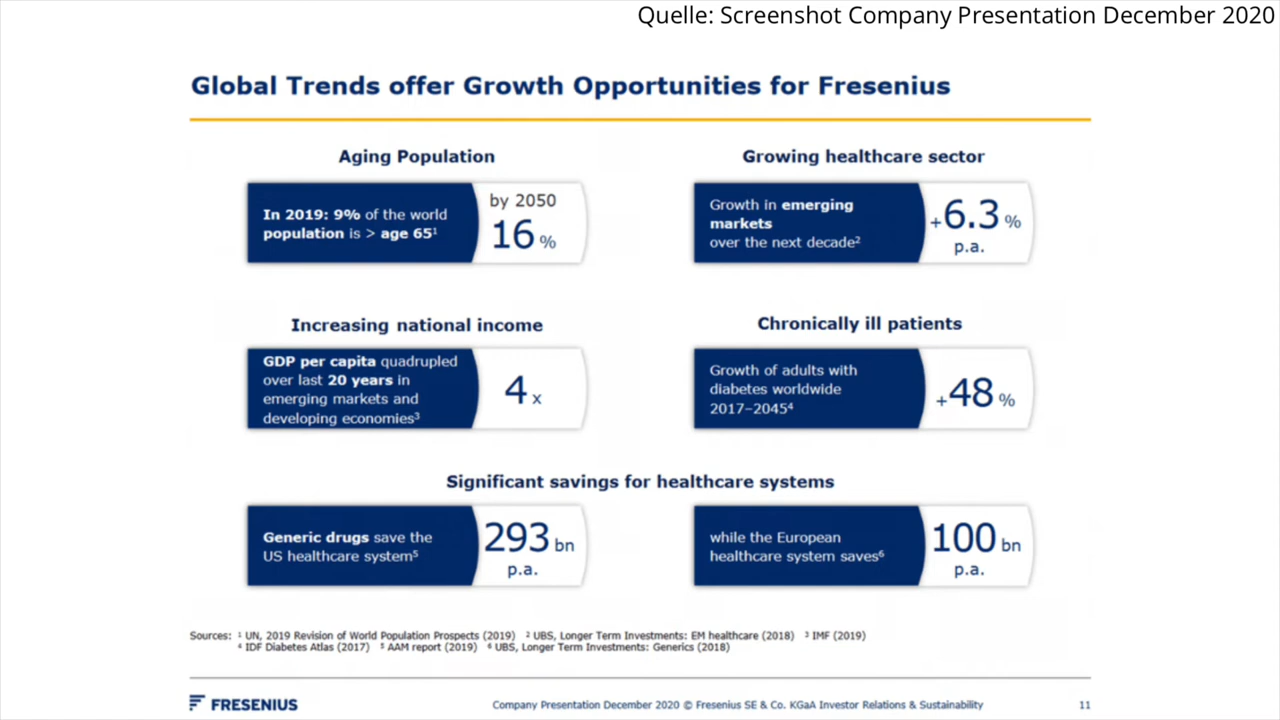 Quelle: Screenshot Company Presentation December 2020
Global Trends offer Growth Opportunities for Fresenius
Aging Population
In 2019: 9% of the world
population is > age 65¹
by 2050
16 %
Growing healthcare sector
Growth in emerging
markets
over the next decade²
+6.3 %
p.a.
Increasing national income
GDP per capita quadrupled
over last 20 years in
emerging markets and
developing economies³
4 x
Chronically ill patients
Growth of adults with
diabetes worldwide
2017–2045⁴
+48 %
Significant savings for healthcare systems
Generic drugs save the
US healthcare system⁵
293 bn
p.a.
while the European
healthcare system saves⁶
100 bn
p.a.
Sources: ¹ UN, 2019 Revision of World Population Prospects (2019) ² UBS, Longer Term Investments: EM healthcare (2018) ³ IMF (2019)
⁴ IDF Diabetes Atlas (2017) ⁵ AAM report (2019) ⁶ UBS, Longer Term Investments: Generics (2018)
FRESENIUS
Company Presentation December 2020 © Fresenius SE & Co. KGaA Investor Relations & Sustainability
11